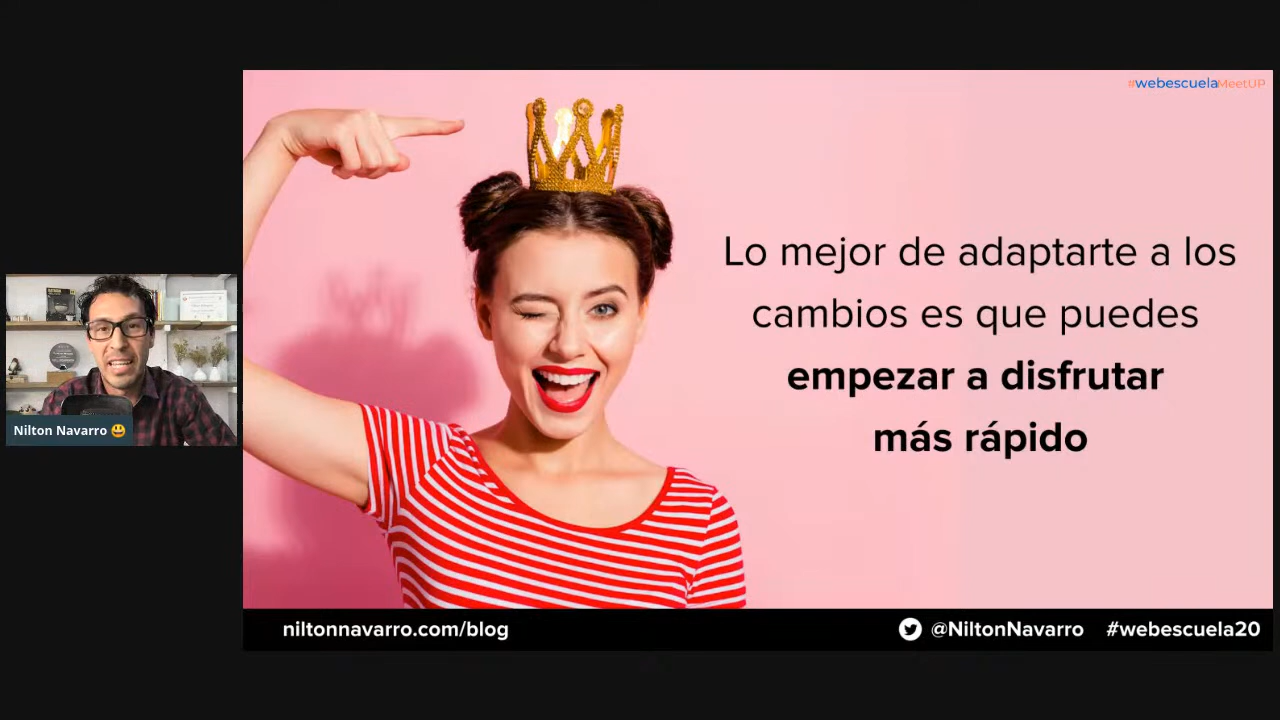 #webescuelaMeetUP
Lo mejor de adaptarte a los
cambios es que puedes
empezar a disfrutar
más rápido
Nilton Navarro 😃
niltonnavarro.com/blog
@NiltonNavarro #webescuela20